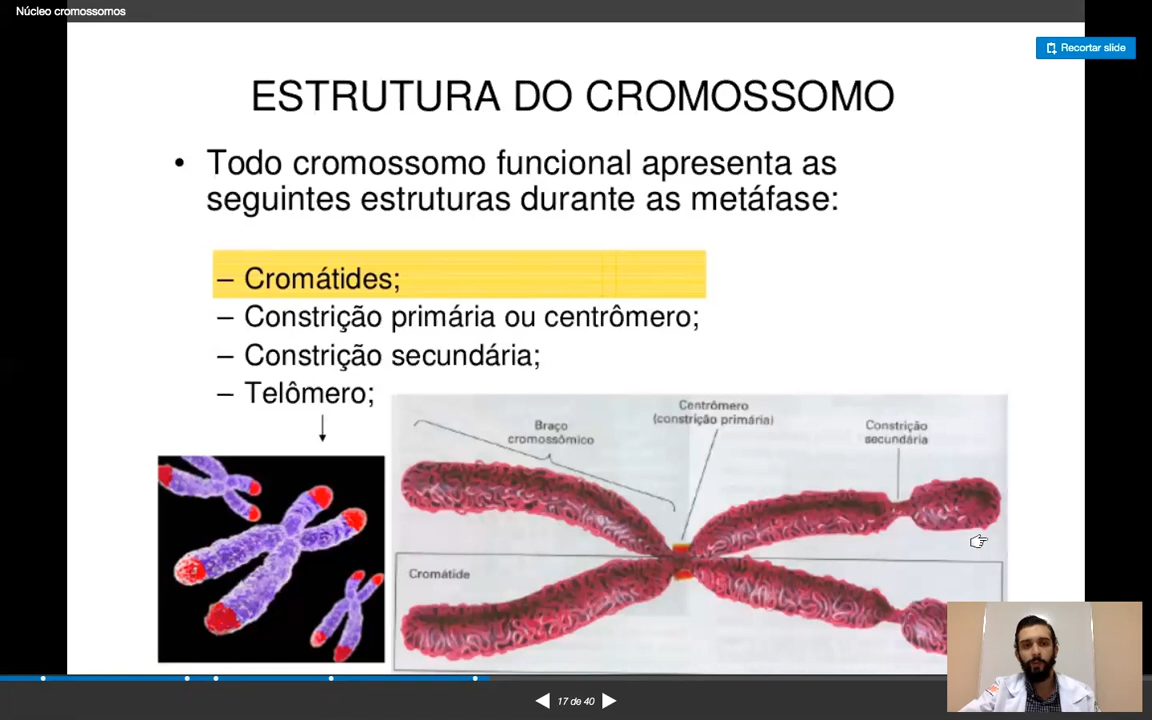 Núcleo cromossomos
Recortar slide
ESTRUTURA DO CROMOSSOMO
• Todo cromossomo funcional apresenta as
seguintes estruturas durante as metáfase:
– Cromátides;
– Constrição primária ou centrômero;
– Constrição secundária;
– Telômero;
Centrômero
(constrição primária)
Braço
cromossômico
Constrição
secundária
Cromátide
17 de 40